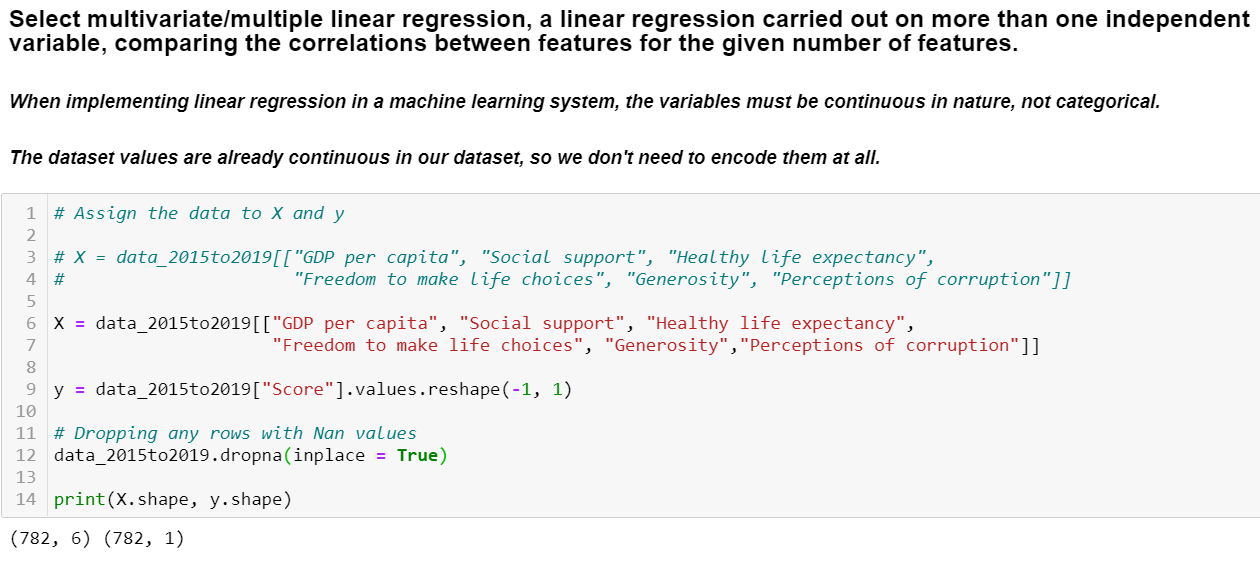 Select multivariate/multiple linear regression, a linear regression carried out on more than one independent
variable, comparing the correlations between features for the given number of features.
When implementing linear regression in a machine learning system, the variables must be continuous in nature, not categorical.
The dataset values are already continuous in our dataset, so we don't need to encode them at all.
1 # Assign the data to X and y
2
3 # X = data_2015to2019[["GDP per capita", "Social support", "Healthy life expectancy",
4 #                      "Freedom to make life choices", "Generosity", "Perceptions of corruption"]]
5
6 X = data_2015to2019[["GDP per capita", "Social support", "Healthy life expectancy",
7                      "Freedom to make life choices", "Generosity","Perceptions of corruption"]]
8
9 y = data_2015to2019["Score"].values.reshape(-1, 1)
10
11 # Dropping any rows with Nan values
12 data_2015to2019.dropna(inplace = True)
13
14 print(X.shape, y.shape)
(782, 6) (782, 1)